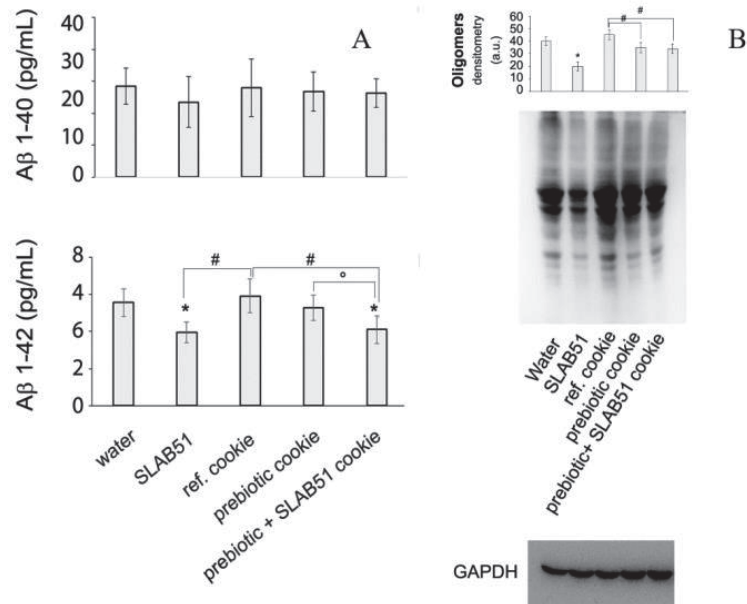 A
Aβ 1-40 (pg/mL)
40
30
20
10
0
Aβ 1-42 (pg/mL)
8
4
6
2
0
#
#
°
*
*
water
SLAB51
ref. cookie
prebiotic cookie
prebiotic + SLAB51 cookie
B
Oligomers
densitometry
(a.u.)
60
50
40
30
20
10
0
#
#
*
Water
SLAB51
ref. cookie
prebiotic cookie
prebiotic+ SLAB51 cookie
GAPDH